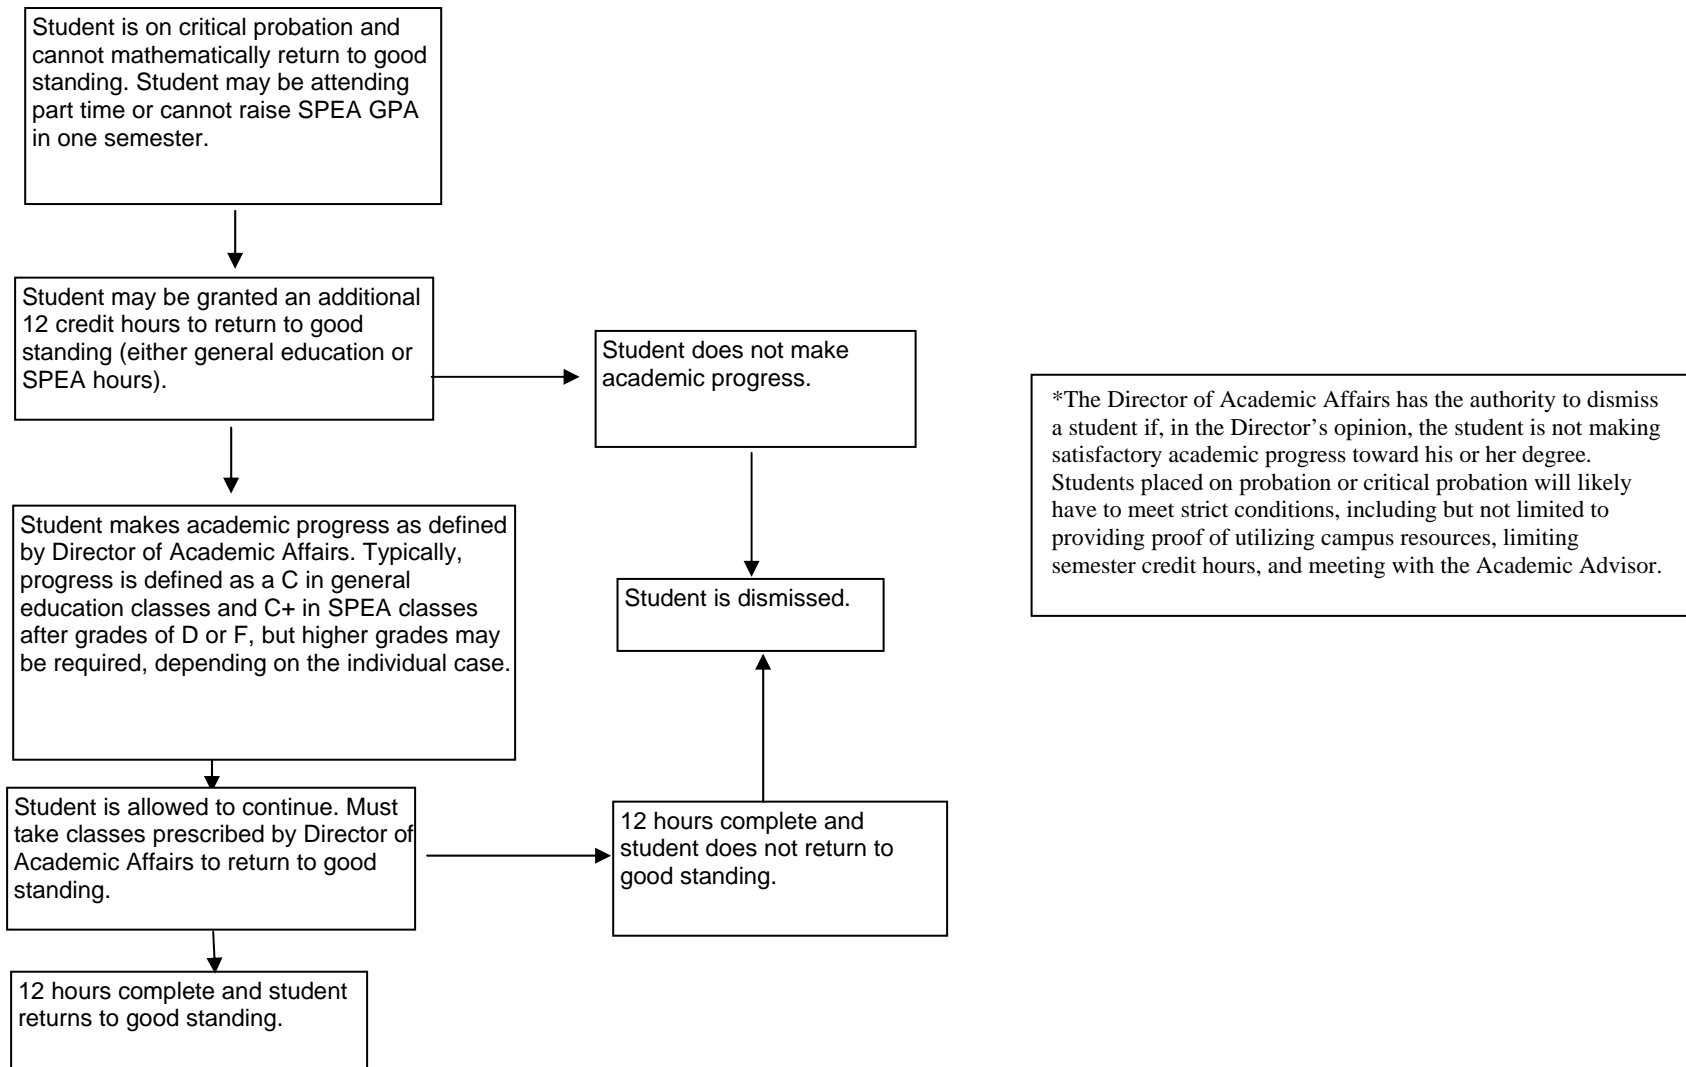 Student is on critical probation and
cannot mathematically return to good
standing. Student may be attending
part time or cannot raise SPEA GPA
in one semester.
Student may be granted an additional
12 credit hours to return to good
standing (either general education or
SPEA hours).
Student does not make
academic progress.
*The Director of Academic Affairs has the authority to dismiss
a student if, in the Director’s opinion, the student is not making
satisfactory academic progress toward his or her degree.
Students placed on probation or critical probation will likely
have to meet strict conditions, including but not limited to
providing proof of utilizing campus resources, limiting
semester credit hours, and meeting with the Academic Advisor.
Student makes academic progress as defined
by Director of Academic Affairs. Typically,
progress is defined as a C in general
education classes and C+ in SPEA classes
after grades of D or F, but higher grades may
be required, depending on the individual case.
Student is dismissed.
Student is allowed to continue. Must
take classes prescribed by Director of
Academic Affairs to return to good
standing.
12 hours complete and
student does not return to
good standing.
12 hours complete and student
returns to good standing.